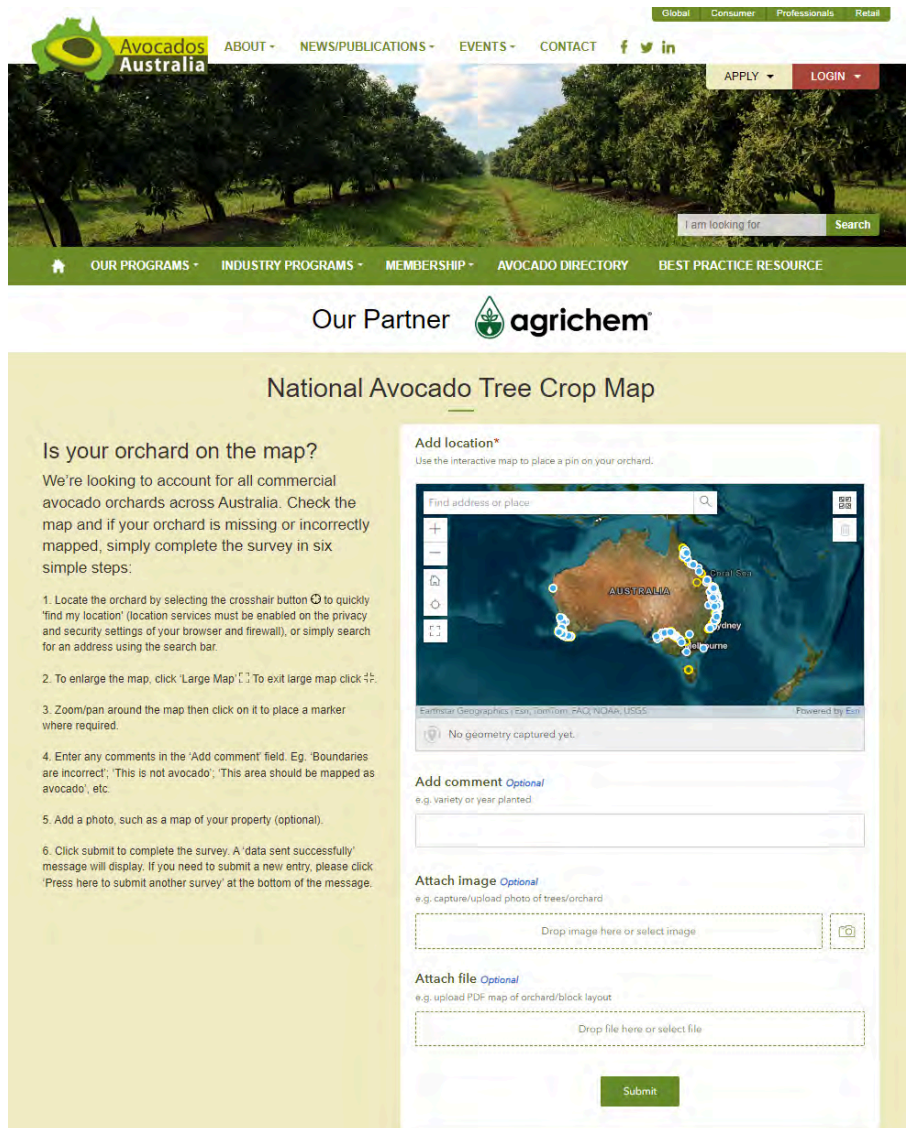 Global Consumer Professionals Retail
Avocados
Australia
ABOUT NEWS/PUBLICATIONS EVENTS CONTACT
APPLY LOGIN
I am looking for Search
OUR PROGRAMS INDUSTRY PROGRAMS MEMBERSHIP AVOCADO DIRECTORY BEST PRACTICE RESOURCE
Our Partner agrichem
National Avocado Tree Crop Map
Is your orchard on the map?
We're looking to account for all commercial
avocado orchards across Australia. Check the
map and if your orchard is missing or incorrectly
mapped, simply complete the survey in six
simple steps:
1. Locate the orchard by selecting the crosshair button to quickly
'find my location' (location services must be enabled on the privacy
and security settings of your browser and firewall), or simply search
for an address using the search bar.
2. To enlarge the map, click 'Large Map' To exit large map click .
3. Zoom/pan around the map then click on it to place a marker
where required.
4. Enter any comments in the 'Add comment' field. Eg. 'Boundaries
are incorrect'; 'This is not avocado'; 'This area should be mapped as
avocado', etc.
5. Add a photo, such as a map of your property (optional).
6. Click submit to complete the survey. A 'data sent successfully'
message will display. If you need to submit a new entry, please click
'Press here to submit another survey' at the bottom of the message.
Add location*
Use the interactive map to place a pin on your orchard.
Find address or place
Coral Sea
AUSTRALIA
Sydney
Melbourne
Earthstar Geographics | Esri, TomTom, FAO, NOAA, USGS Powered by Esri
No geometry captured yet.
Add comment Optional
e.g. variety or year planted
Attach image Optional
e.g. capture/upload photo of trees/orchard
Drop image here or select image
Attach file Optional
e.g. upload PDF map of orchard/block layout
Drop file here or select file
Submit